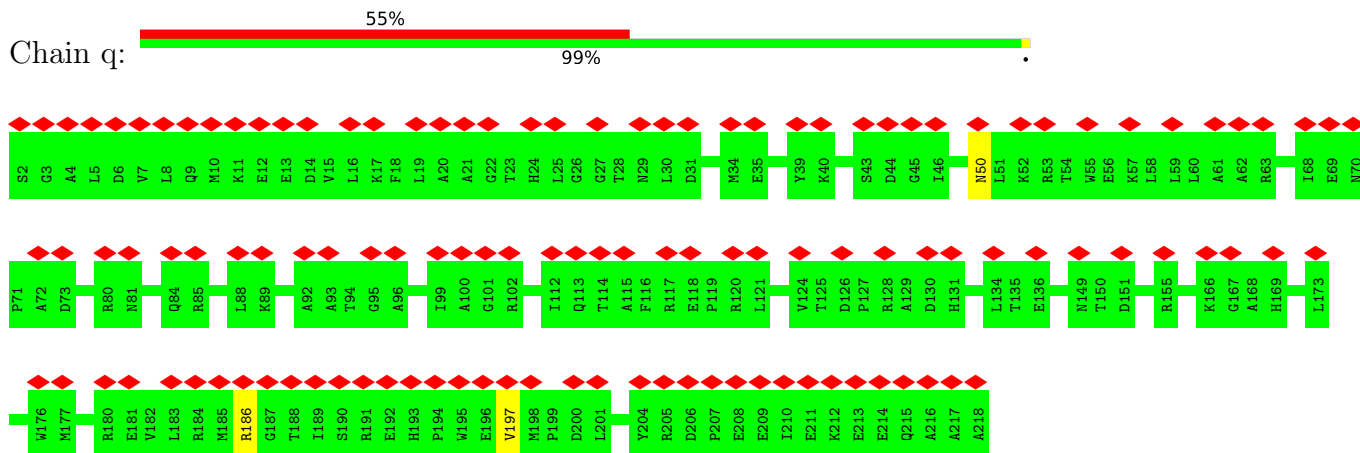 55%
Chain q:
99%
.
S2 G3 A4 L5 D6 V7 L8 Q9 M10 K11 E12 E13 D14 V15 L16 K17 F18 L19 A20 A21 G22 T23 H24 L25 G26 G27 T28 N29 L30 D31 M34 E35 Y39 K40 S43 D44 G45 I46 N50 L51 K52 R53 T54 W55 E56 K57 L58 L59 L60 A61 A62 R63 I68 E69 N70
P71 A72 D73 R80 N81 Q84 R85 L88 K89 A92 A93 T94 G95 A96 I99 A100 G101 R102 I112 Q113 T114 A115 F116 R117 E118 P119 R120 L121 V124 T125 D126 P127 R128 A129 D130 H131 L134 T135 E136 N149 T150 D151 R155 K166 G167 A168 H169 L173
W176 M177 R180 E181 V182 L183 R184 M185 R186 G187 T188 I189 S190 R191 E192 H193 P194 W195 E196 V197 M198 P199 D200 L201 Y204 R205 D206 P207 E208 E209 I210 E211 K212 E213 E214 Q215 A216 A217 A218